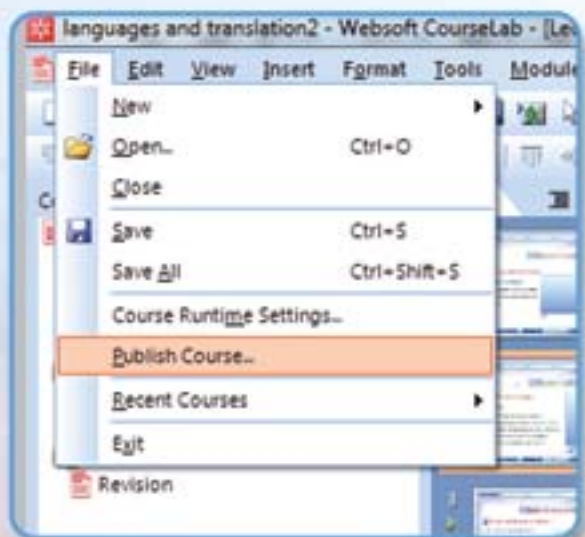 languages and translation2 - Websoft CourseLab - [Le
File Edit View Insert Format Tools Module
New
Open...
Ctrl+O
Close
Save
Ctrl+S
Save All
Ctrl+Shift+S
Course Runtime Settings...
Publish Course...
Recent Courses
Exit
Revision